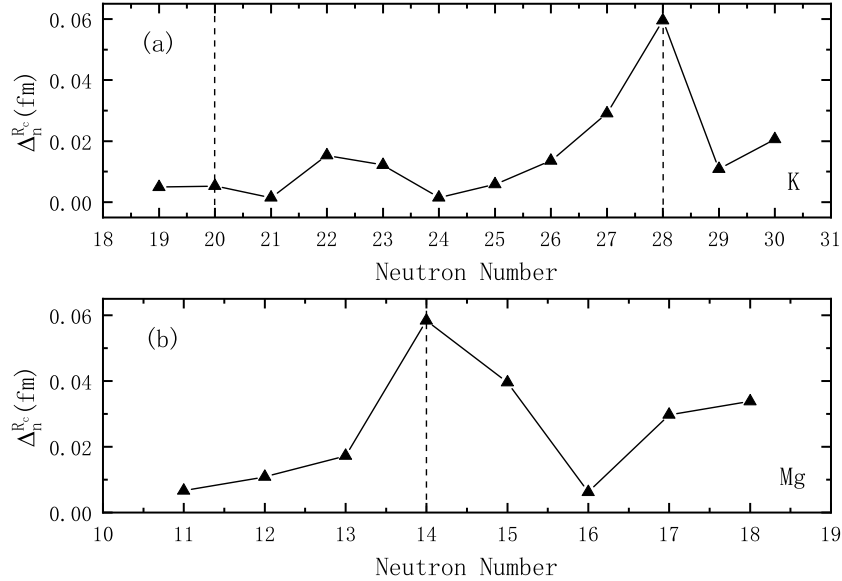 (a)
0.06
0.04
0.02
0.00
Δ_n^{R_c}(fm)
K
18 19 20 21 22 23 24 25 26 27 28 29 30 31
Neutron Number
(b)
0.06
0.04
0.02
0.00
Δ_n^{R_c}(fm)
Mg
10 11 12 13 14 15 16 17 18 19
Neutron Number